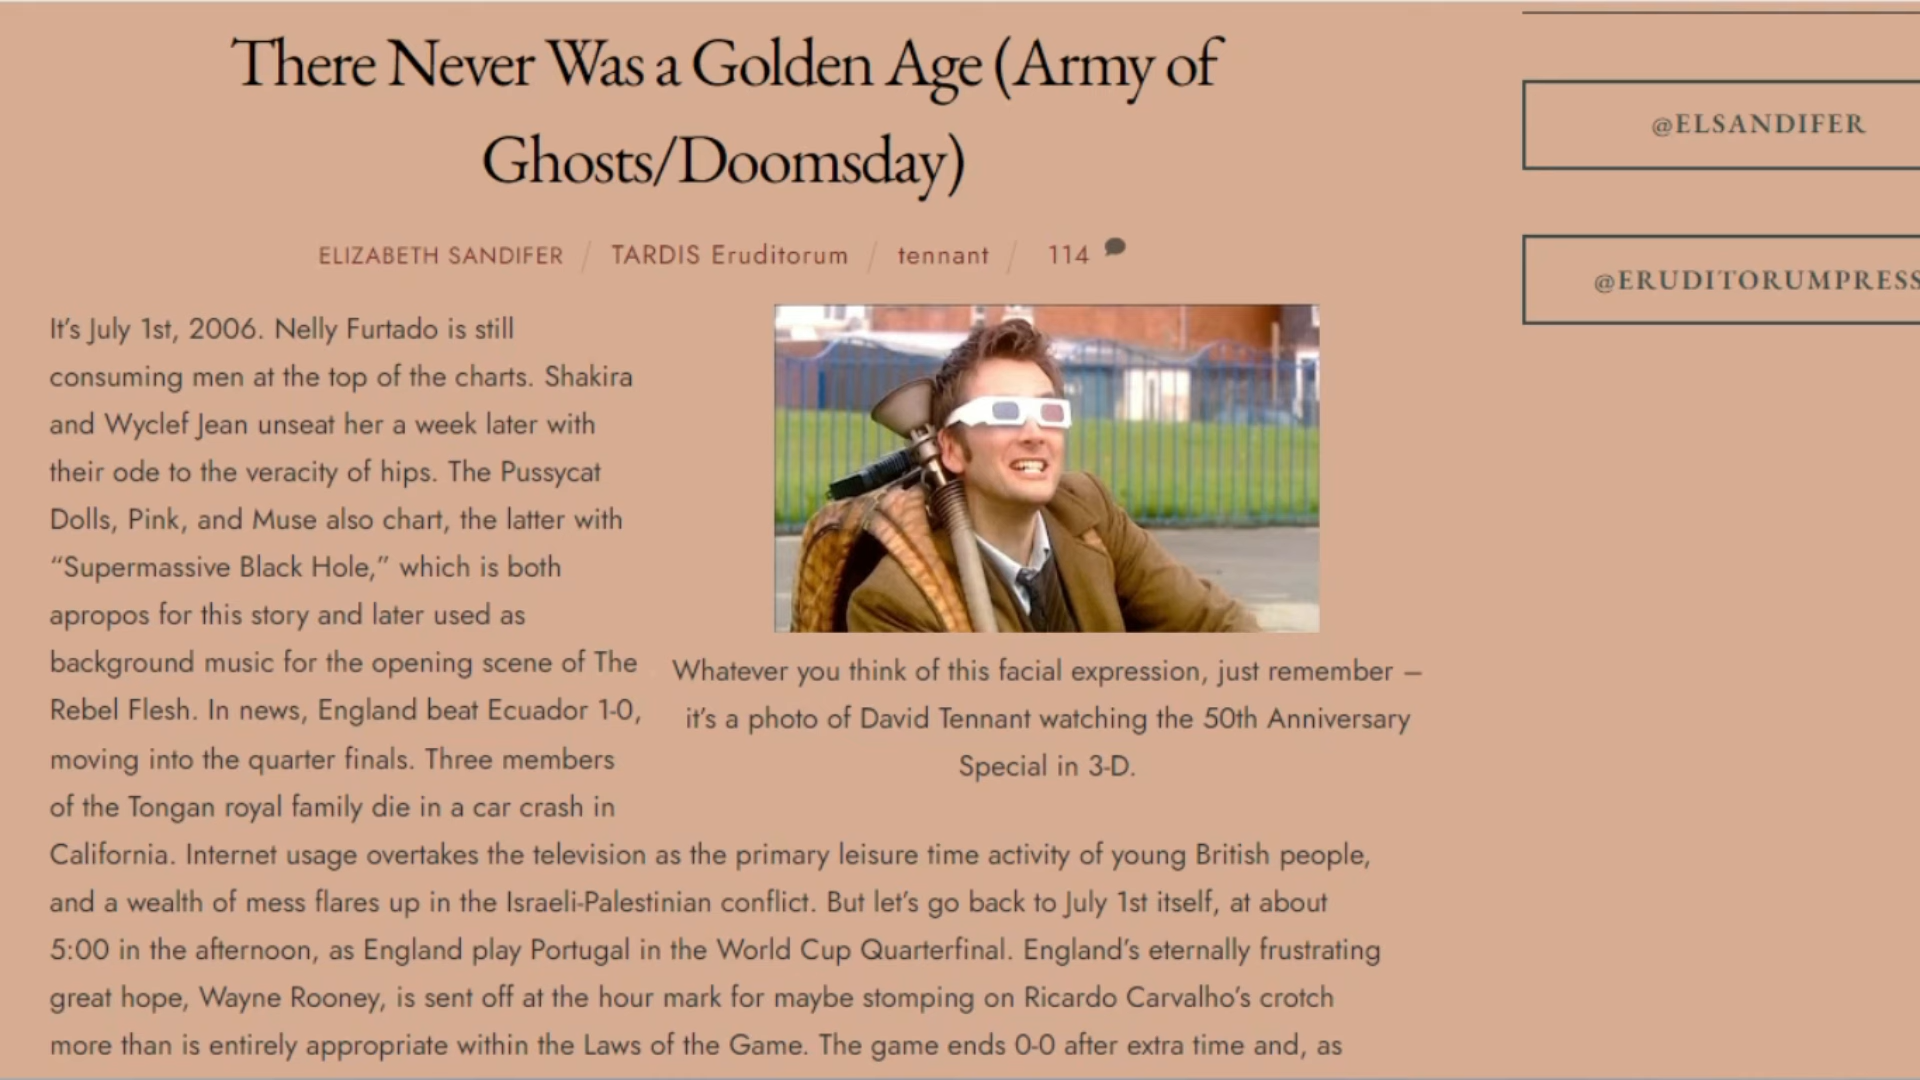 There Never Was a Golden Age (Army of
Ghosts/Doomsday)
ELIZABETH SANDIFER / TARDIS Eruditorum / tennant / 114
It’s July 1st, 2006. Nelly Furtado is still
consuming men at the top of the charts. Shakira
and Wyclef Jean unseat her a week later with
their ode to the veracity of hips. The Pussycat
Dolls, Pink, and Muse also chart, the latter with
“Supermassive Black Hole,” which is both
apropos for this story and later used as
background music for the opening scene of The
Rebel Flesh. In news, England beat Ecuador 1-0,
moving into the quarter finals. Three members
of the Tongan royal family die in a car crash in
California. Internet usage overtakes the television as the primary leisure time activity of young British people,
and a wealth of mess flares up in the Israeli-Palestinian conflict. But let’s go back to July 1st itself, at about
5:00 in the afternoon, as England play Portugal in the World Cup Quarterfinal. England’s eternally frustrating
great hope, Wayne Rooney, is sent off at the hour mark for maybe stomping on Ricardo Carvalho’s crotch
more than is entirely appropriate within the Laws of the Game. The game ends 0-0 after extra time and, as
Whatever you think of this facial expression, just remember –
it’s a photo of David Tennant watching the 50th Anniversary
Special in 3-D.
@ELSANDIFER
@ERUDITORUMPRESS